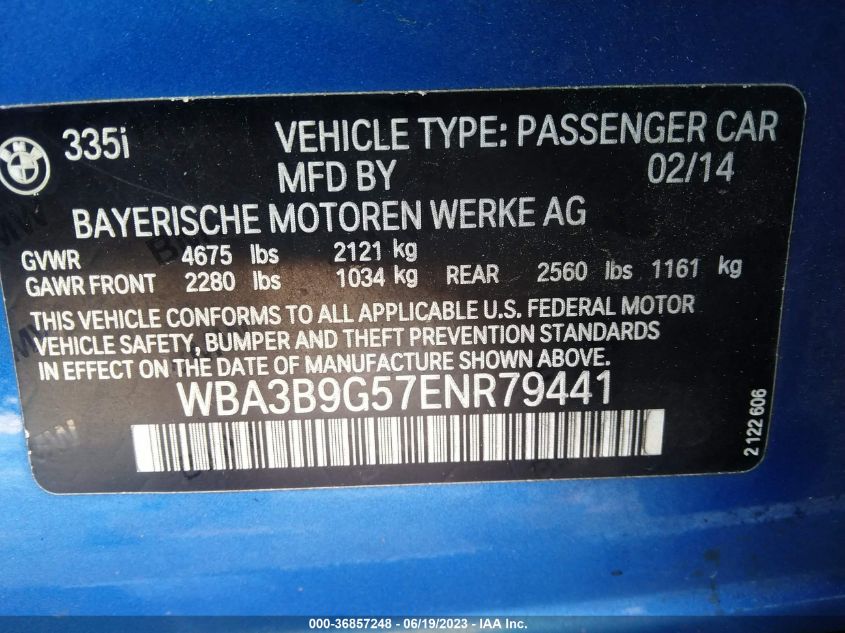 335i VEHICLE TYPE: PASSENGER CAR
MFD BY 02/14
BAYERISCHE MOTOREN WERKE AG
GVWR 4675 lbs 2121 kg
GAWR FRONT 2280 lbs 1034 kg REAR 2560 lbs 1161 kg
THIS VEHICLE CONFORMS TO ALL APPLICABLE U.S. FEDERAL MOTOR
VEHICLE SAFETY, BUMPER AND THEFT PREVENTION STANDARDS
IN EFFECT ON THE DATE OF MANUFACTURE SHOWN ABOVE.
WBA3B9G57ENR79441
2 122 606
000-36857248 - 06/19/2023 - IAA Inc.